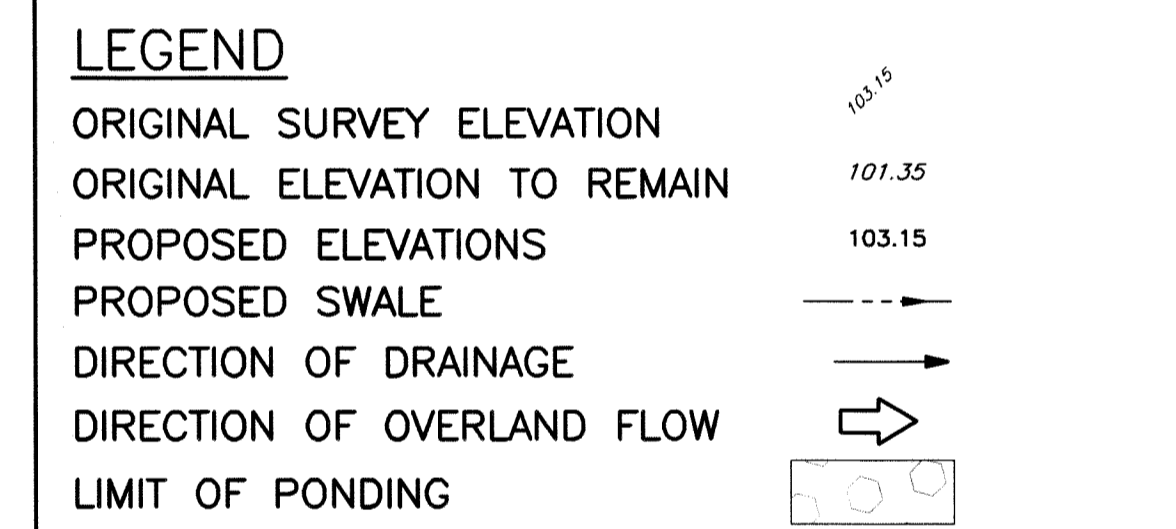 LEGEND
ORIGINAL SURVEY ELEVATION 103.15
ORIGINAL ELEVATION TO REMAIN 101.35
PROPOSED ELEVATIONS 103.15
PROPOSED SWALE
DIRECTION OF DRAINAGE
DIRECTION OF OVERLAND FLOW
LIMIT OF PONDING